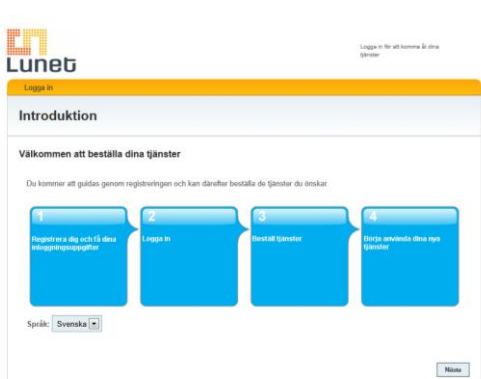 Lunet
Logga in för att komma åt dina
tjänster
Logga in
Introduktion
Välkommen att beställa dina tjänster
Du kommer att guidas genom registreringen och kan därefter beställa de tjänster du önskar.
1
Registrera dig och få dina
inloggningsuppgifter
2
Logga in
3
Beställ tjänster
4
Börja använda dina nya
tjänster
Språk: Svenska
Nästa